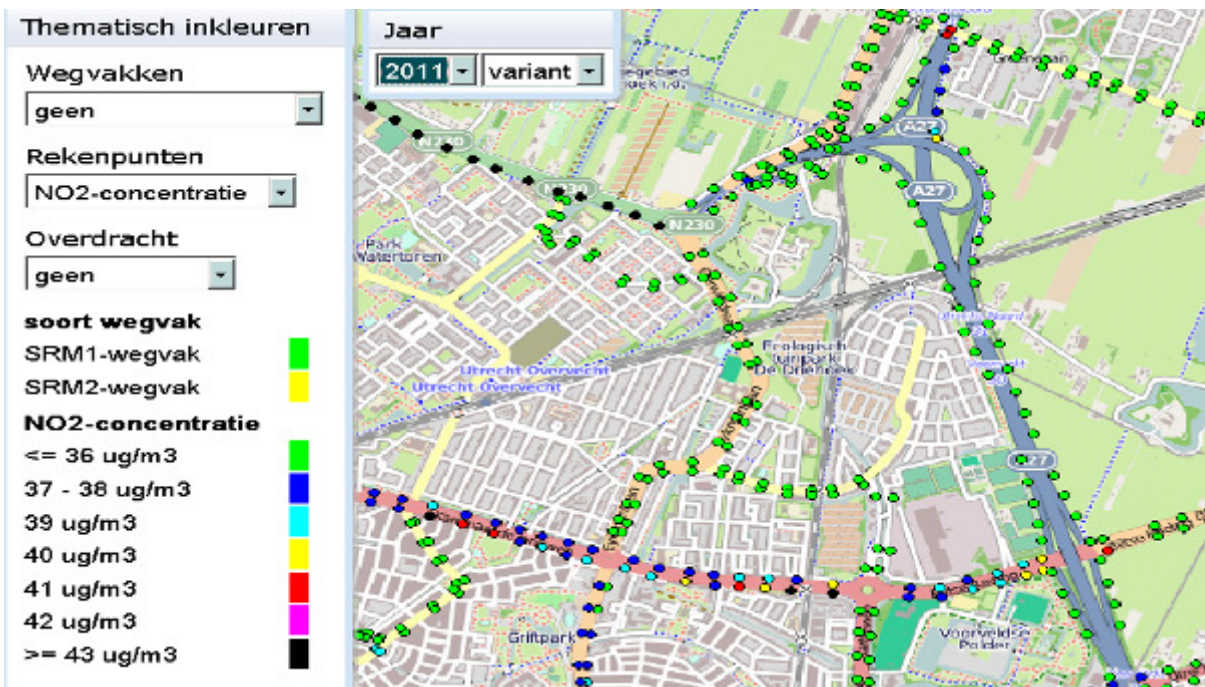 Thematisch inkleuren
Wegvakken
geen
Rekenpunten
NO2-concentratie
Overdracht
geen
soort wegvak
SRM1-wegvak
SRM2-wegvak
NO2-concentratie
<= 36 ug/m3
37 - 38 ug/m3
39 ug/m3
40 ug/m3
41 ug/m3
42 ug/m3
>= 43 ug/m3
Jaar
2011 variant
N230
A27
N230
A27
N230
Park
Watertoren
Utrecht Overvecht
Utrecht Overvecht
Ecologisch
tuinpark
De Driehoek
A27
Griftpark
Voorveldse
Polder